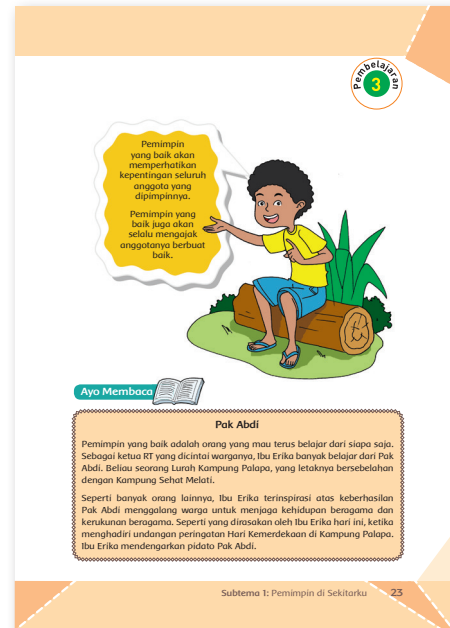 Pembelajaran
3
Pemimpin
yang baik akan
memperhatikan
kepentingan seluruh
anggota yang
dipimpinnya.
Pemimpin yang
baik juga akan
selalu mengajak
anggotanya berbuat
baik.
Ayo Membaca
Pak Abdi
Pemimpin yang baik adalah orang yang mau terus belajar dari siapa saja.
Sebagai ketua RT yang dicintai warganya, Ibu Erika banyak belajar dari Pak
Abdi. Beliau seorang Lurah Kampung Palapa, yang letaknya bersebelahan
dengan Kampung Sehat Melati.
Seperti banyak orang lainnya, Ibu Erika terinspirasi atas keberhasilan
Pak Abdi menggalang warga untuk menjaga kehidupan beragama dan
kerukunan beragama. Seperti yang dirasakan oleh Ibu Erika hari ini, ketika
menghadiri undangan peringatan Hari Kemerdekaan di Kampung Palapa.
Ibu Erika mendengarkan pidato Pak Abdi.
Subtema 1: Pemimpin di Sekitarku 23